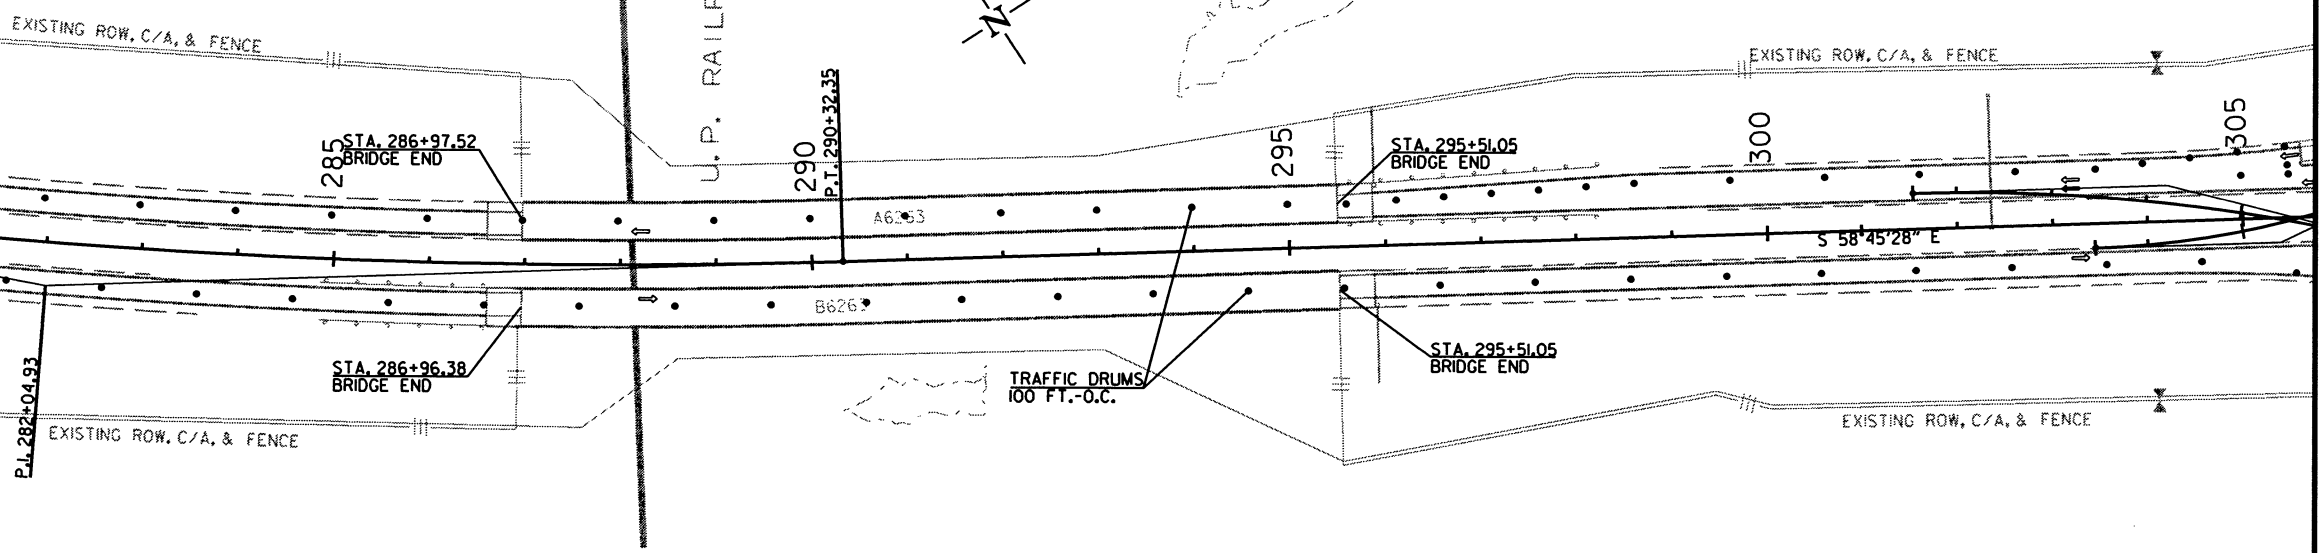 EXISTING ROW, C/A, & FENCE
U.P.
N
EXISTING ROW, C/A, & FENCE
STA. 286+97.52
BRIDGE END
285
290
P.T. 290+32.35
295
STA. 295+51.05
BRIDGE END
300
305
A6263
S 58°45'28" E
B6263
STA. 286+96.38
BRIDGE END
P.I. 282+04.93
TRAFFIC DRUMS
100 FT.-O.C.
STA. 295+51.05
BRIDGE END
EXISTING ROW, C/A, & FENCE
EXISTING ROW, C/A, & FENCE